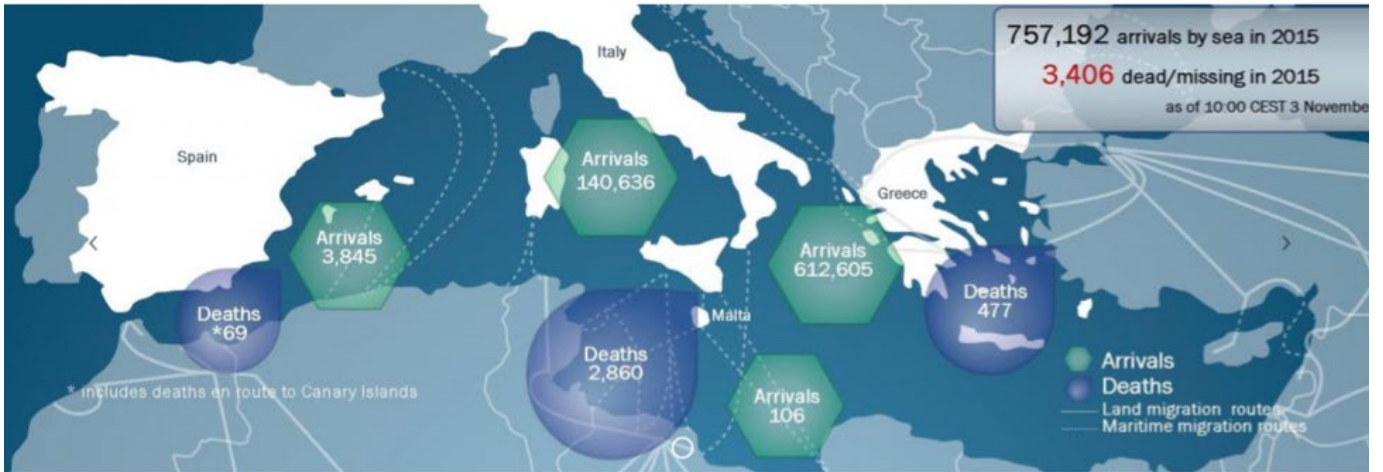 757,192 arrivals by sea in 2015
3,406 dead/missing in 2015
as of 10:00 CEST 3 Novembe
Italy
Spain
Greece
Arrivals
140,636
Arrivals
3,845
Arrivals
612,605
Deaths
*69
Deaths
477
Malta
Deaths
2,860
Arrivals
106
* includes deaths en route to Canary Islands
Arrivals
Deaths
Land migration routes
Maritime migration routes